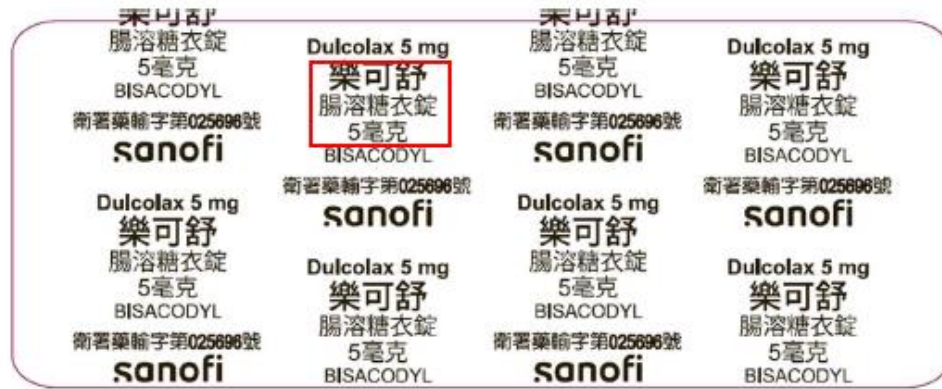 樂可舒
腸溶糖衣錠
5毫克
BISACODYL
衛署藥輸字第025696號
sanofi
Dulcolax 5 mg
樂可舒
腸溶糖衣錠
5毫克
BISACODYL
衛署藥輸字第025696號
sanofi
Dulcolax 5 mg
樂可舒
腸溶糖衣錠
5毫克
BISACODYL
衛署藥輸字第025696號
sanofi
Dulcolax 5 mg
樂可舒
腸溶糖衣錠
5毫克
BISACODYL
樂可舒
腸溶糖衣錠
5毫克
BISACODYL
衛署藥輸字第025696號
sanofi
Dulcolax 5 mg
樂可舒
腸溶糖衣錠
5毫克
BISACODYL
衛署藥輸字第025696號
sanofi
Dulcolax 5 mg
樂可舒
腸溶糖衣錠
5毫克
BISACODYL
衛署藥輸字第025696號
sanofi
Dulcolax 5 mg
樂可舒
腸溶糖衣錠
5毫克
BISACODYL